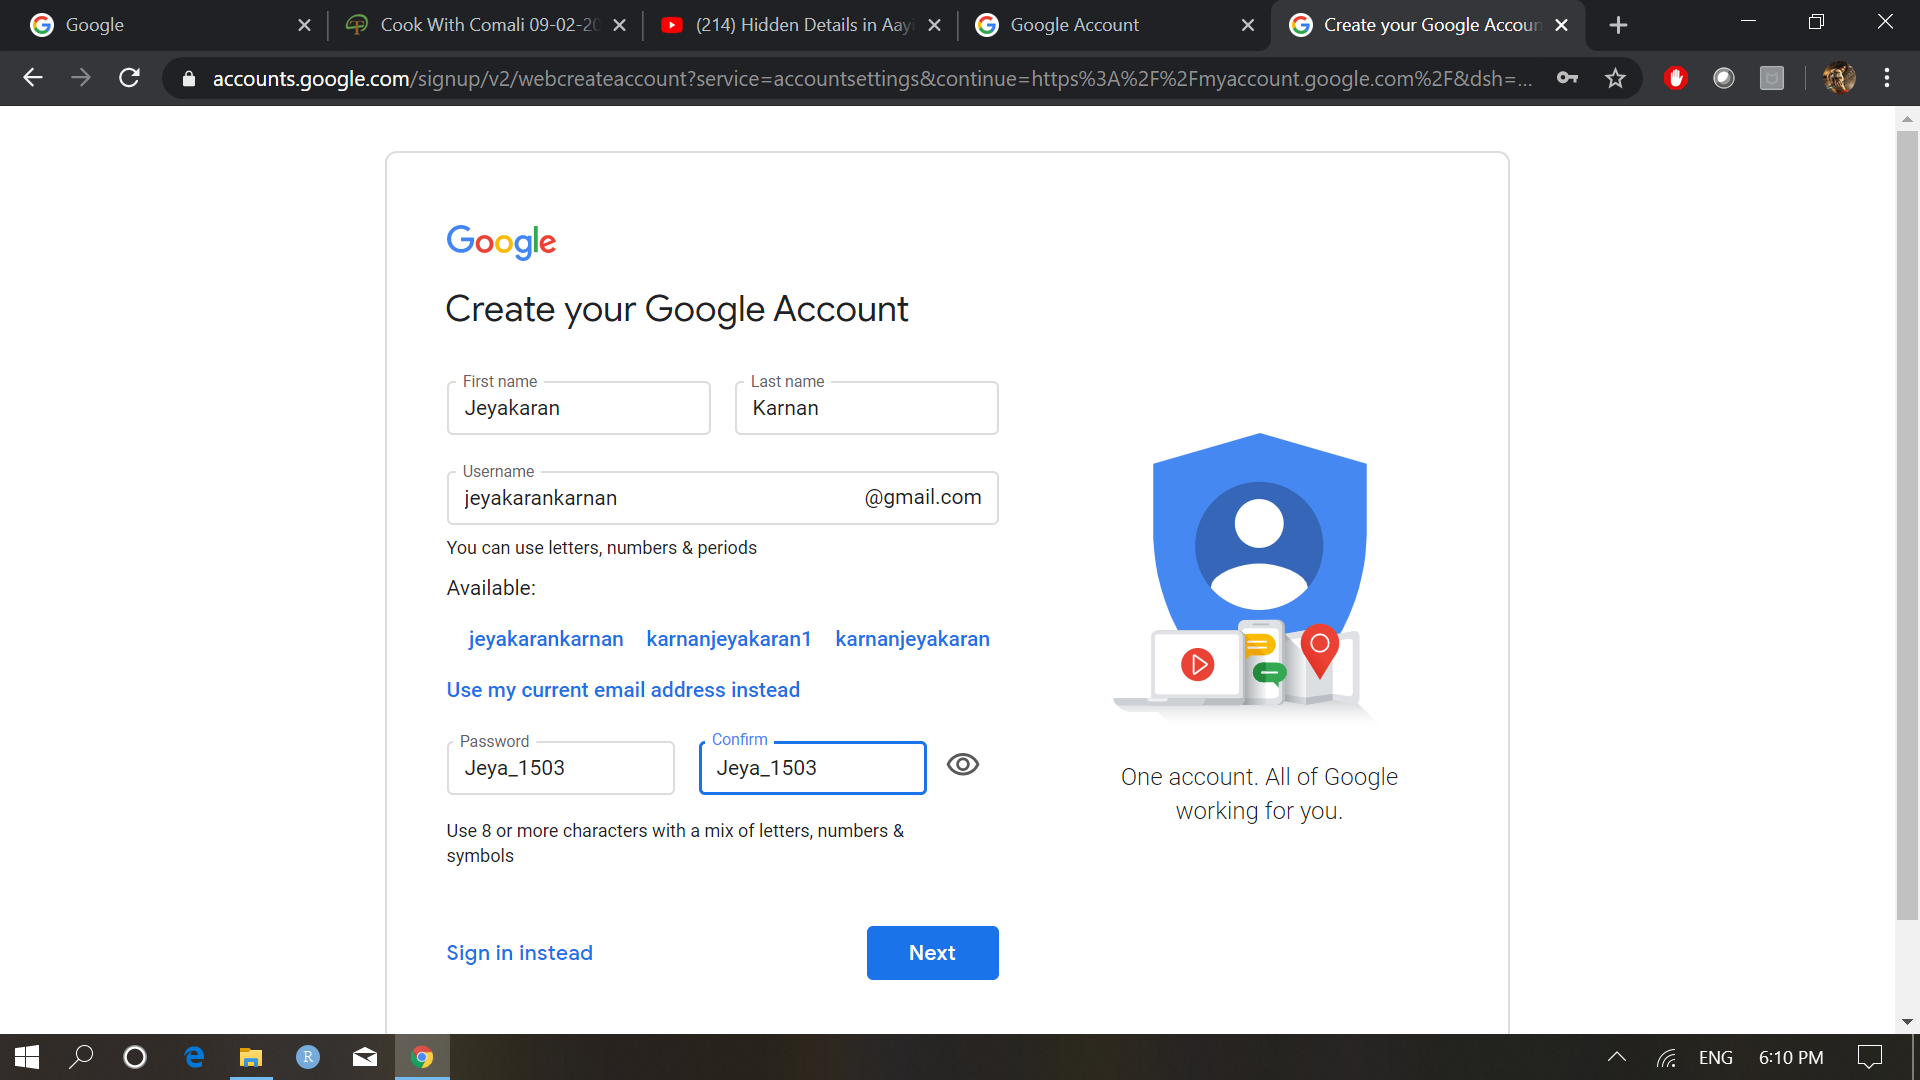 Google
Cook With Comali 09-02-20
(214) Hidden Details in Aayi
Google Account
Create your Google Accoun
accounts.google.com/signup/v2/webcreateaccount?service=accountsettings&continue=https%3A%2F%2Fmyaccount.google.com%2F&dsh=...
Google
Create your Google Account
First name
Last name
Jeyakaran
Karnan
Username
jeyakarankarnan
@gmail.com
You can use letters, numbers & periods
Available:
jeyakarankarnan karnanjeyakaran1 karnanjeyakaran
Use my current email address instead
Password
Confirm
Jeya_1503
Jeya_1503
Use 8 or more characters with a mix of letters, numbers &
symbols
One account. All of Google
working for you.
Sign in instead
Next
R
ENG
6:10 PM